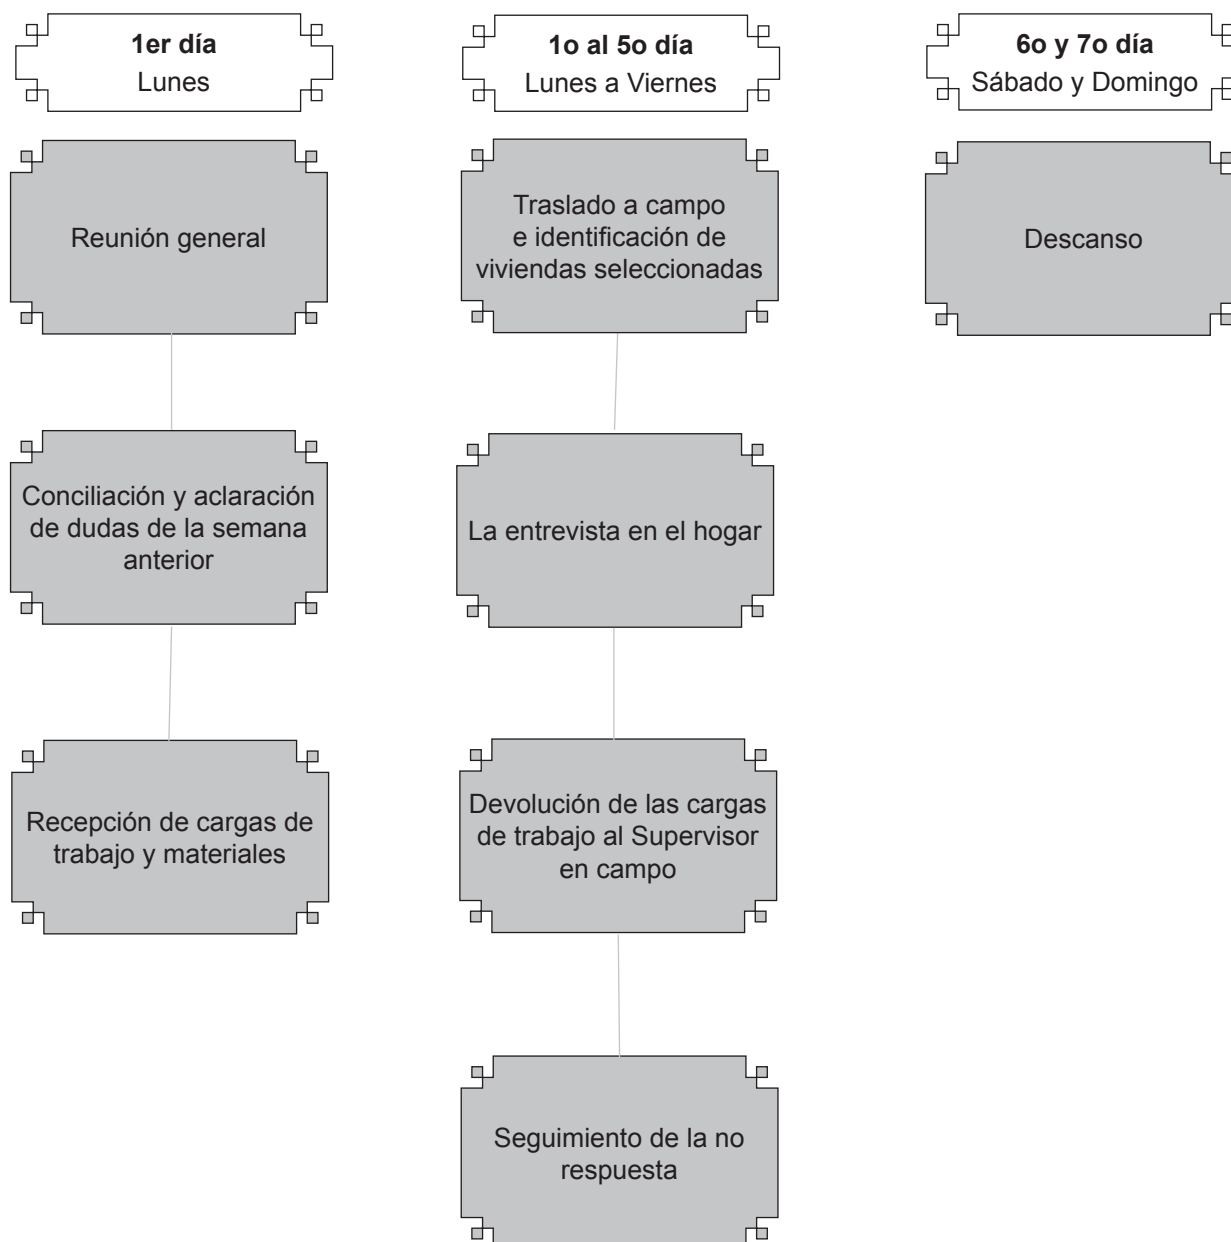 1er día
Lunes
Reunión general
Conciliación y aclaración
de dudas de la semana
anterior
Recepción de cargas de
trabajo y materiales
1o al 5o día
Lunes a Viernes
Traslado a campo
e identificación de
viviendas seleccionadas
La entrevista en el hogar
Devolución de las cargas
de trabajo al Supervisor
en campo
Seguimiento de la no
respuesta
6o y 7o día
Sábado y Domingo
Descanso